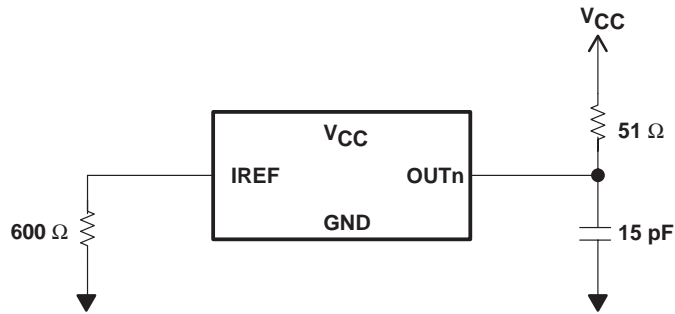 VCC
51 Ω
VCC
IREF
OUTn
600 Ω
GND
15 pF